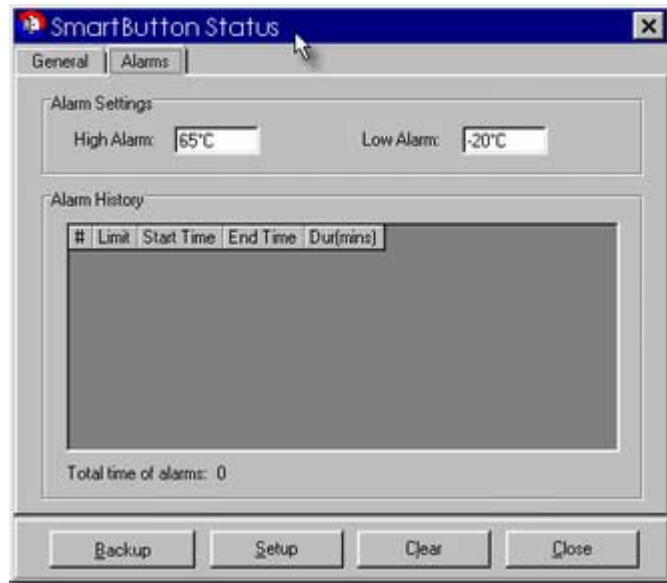 SmartButton Status
General Alarms
Alarm Settings
High Alarm: 65°C Low Alarm: -20°C
Alarm History
# Limit Start Time End Time Dur(mins)
Total time of alarms: 0
Backup Setup Clear Close